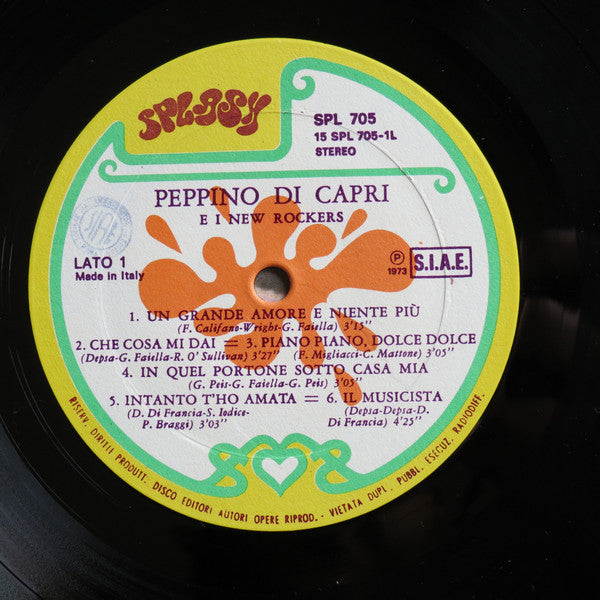 SPLASH
SPL 705
15 SPL 705-1L
STEREO
PEPPINO DI CAPRI
E I NEW ROCKERS
S.I.A.E.
LATO 1
Made in Italy
Ⓟ
1973
S.I.A.E.
1. UN GRANDE AMORE E NIENTE PIÙ
(F. Califano-Wright-G. Faiella) 3'15"
2. CHE COSA MI DAI = 3. PIANO PIANO, DOLCE DOLCE
(Depsa-G. Faiella-R. O' Sullivan) 3'27" (F. Migliacci-C. Mattone) 3'05"
4. IN QUEL PORTONE SOTTO CASA MIA
(G. Peis-G. Faiella-G. Peis) 3'05"
5. INTANTO T'HO AMATA = 6. IL MUSICISTA
(D. Di Francia-S. Iodice- (Depsa-Depsa-D.
P. Braggi) 3'03" Di Francia) 4'25"
RISERV. DIRITTI PRODUTT. DISCO EDITORI AUTORI OPERE RIPROD. - VIETATA DUPL. PUBBL. ESECUZ. RADIODIFF.